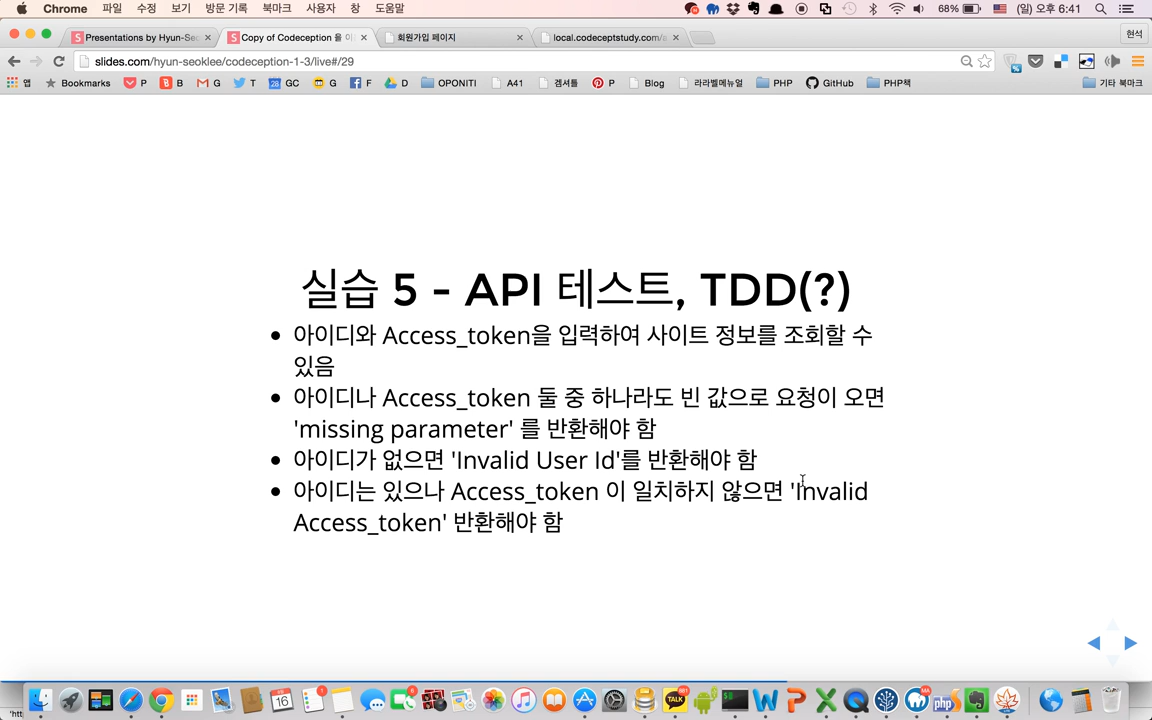 Chrome 파일 수정 보기 방문 기록 북마크 사용자 창 도움말 68% (일) 오후 6:41
Presentations by Hyun-Seo Copy of Codeception 을 이 회원가입 페이지 local.codeceptstudy.com/a 현석
slides.com/hyun-seoklee/codeception-1-3/live#/29
앱 Bookmarks P B G T GC G F D OPONITI A41 겜셔틀 P Blog 라라벨메뉴얼 PHP GitHub PHP책 기타 북마크
실습 5 - API 테스트, TDD(?)
• 아이디와 Access_token을 입력하여 사이트 정보를 조회할 수
있음
• 아이디나 Access_token 둘 중 하나라도 빈 값으로 요청이 오면
'missing parameter' 를 반환해야 함
• 아이디가 없으면 'Invalid User Id'를 반환해야 함
• 아이디는 있으나 Access_token 이 일치하지 않으면 'Invalid
Access_token' 반환해야 함